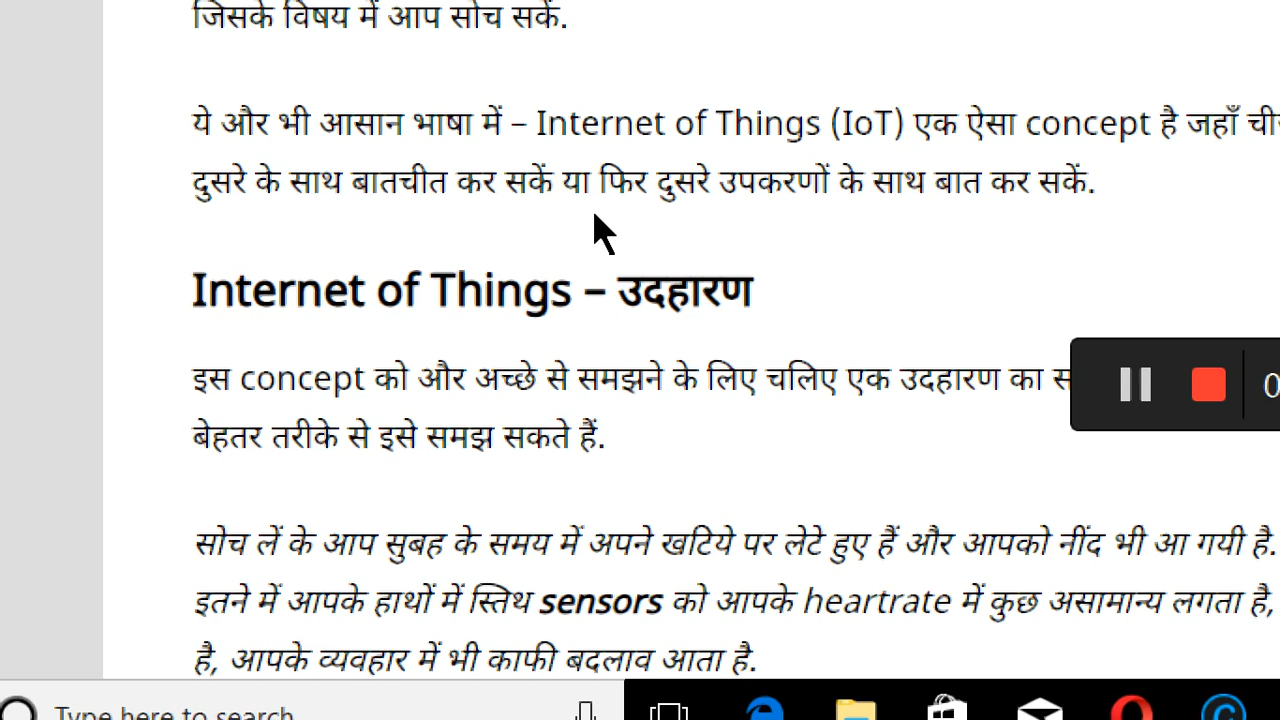 जिसके विषय में आप सोच सकें.
ये और भी आसान भाषा में – Internet of Things (IoT) एक ऐसा concept है जहाँ
दुसरे के साथ बातचीत कर सकें या फिर दुसरे उपकरणों के साथ बात कर सकें.
Internet of Things – उदहारण
इस concept को और अच्छे से समझने के लिए चलिए एक उदहारण का
0
बेहतर तरीके से इसे समझ सकते हैं.
सोच लें के आप सुबह के समय में अपने खटिये पर लेटे हुए हैं और आपको नींद भी आ गयी है.
इतने में आपके हाथों में स्तिथ sensors को आपके heartrate में कुछ असामान्य लगता है,
है, आपके व्यवहार में भी काफी बदलाव आता है.
Type here to search